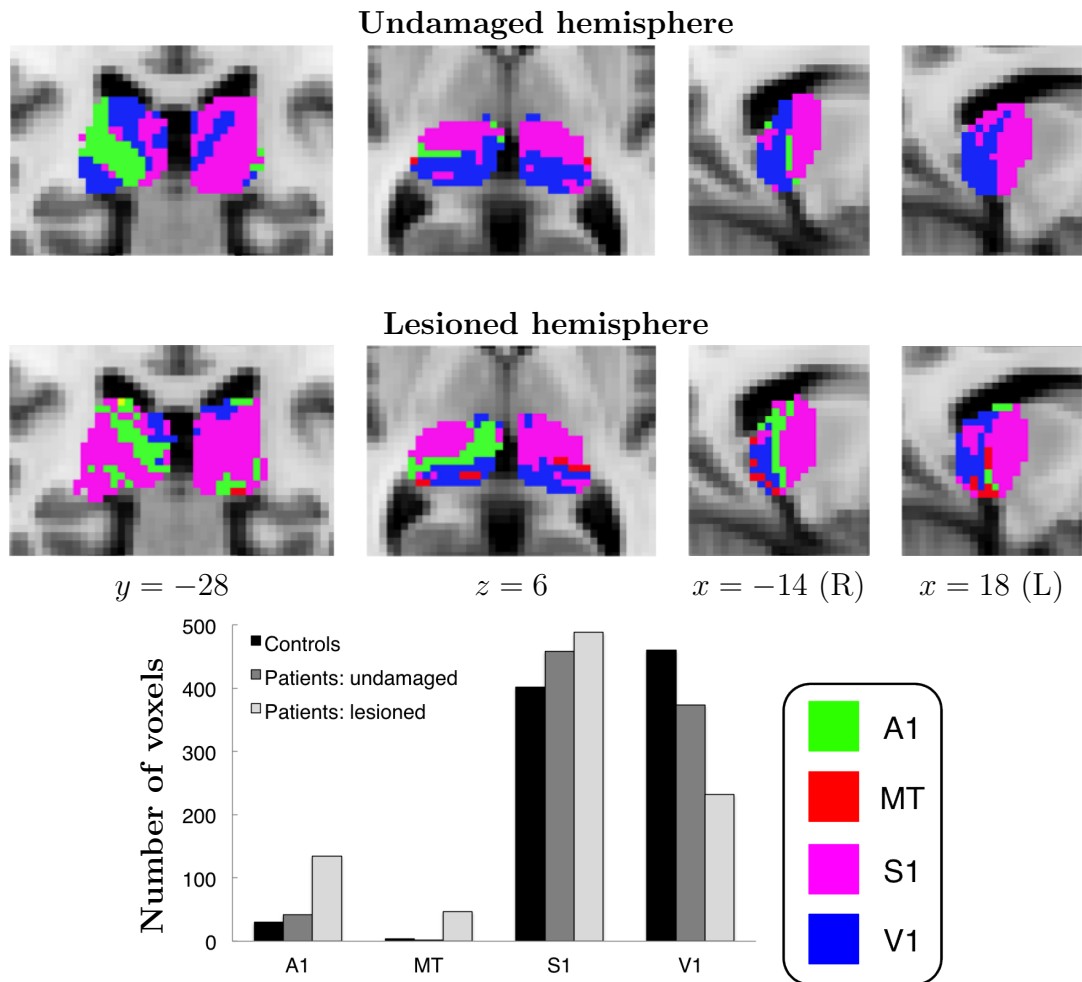 Undamaged hemisphere
Lesioned hemisphere
y = −28
z = 6
x = −14 (R)
x = 18 (L)
Number of voxels
500
400
300
200
100
0
Controls
Patients: undamaged
Patients: lesioned
A1
MT
S1
V1
A1
MT
S1
V1